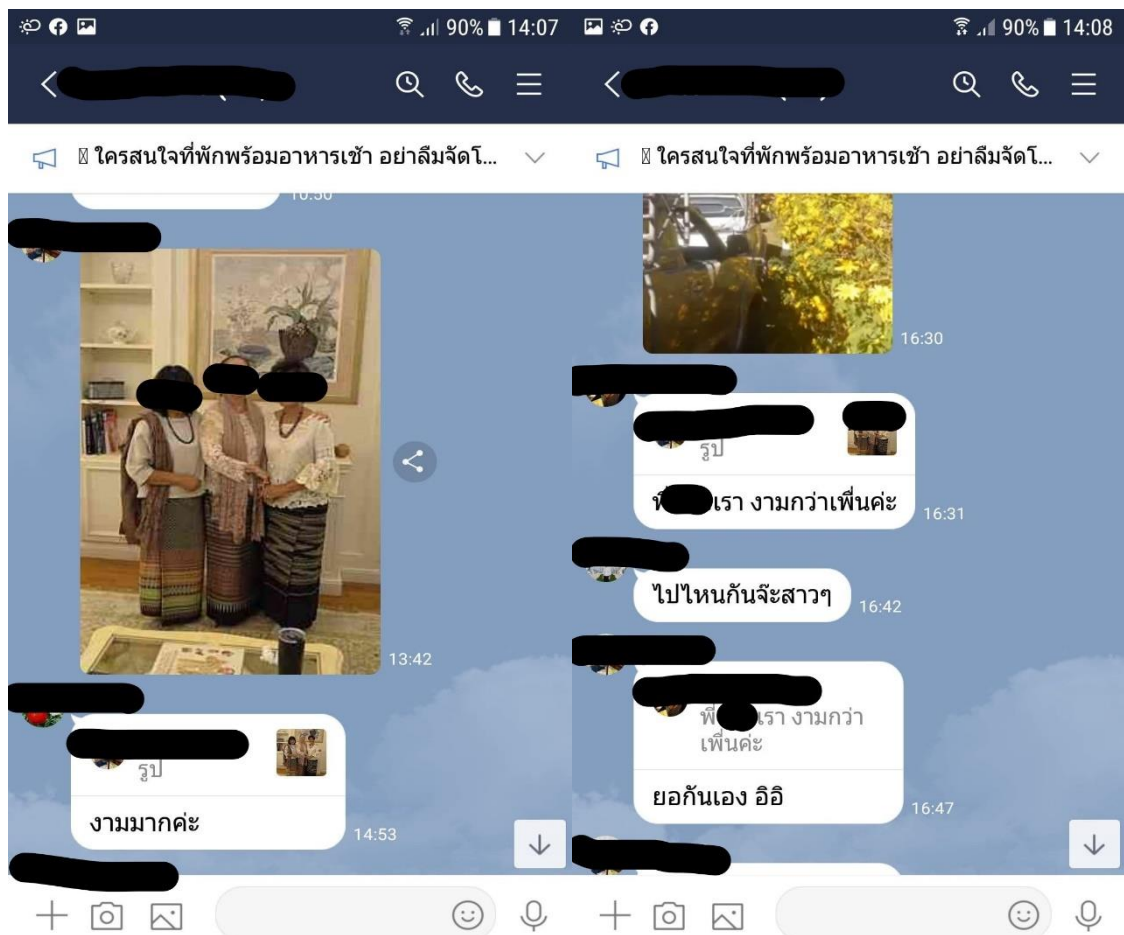 90% 14:07
ใครสนใจที่พักพร้อมอาหารเช้า อย่าลืมจัดโ...
13:42
รูป
งามมากค่ะ
14:53
90% 14:08
ใครสนใจที่พักพร้อมอาหารเช้า อย่าลืมจัดโ...
16:30
รูป
พี่ เรา งามกว่าเพื่นค่ะ
16:31
ไปไหนกันจ๊ะสาวๆ
16:42
พี่ เรา งามกว่า
เพื่นค่ะ
ยอกันเอง อิอิ
16:47